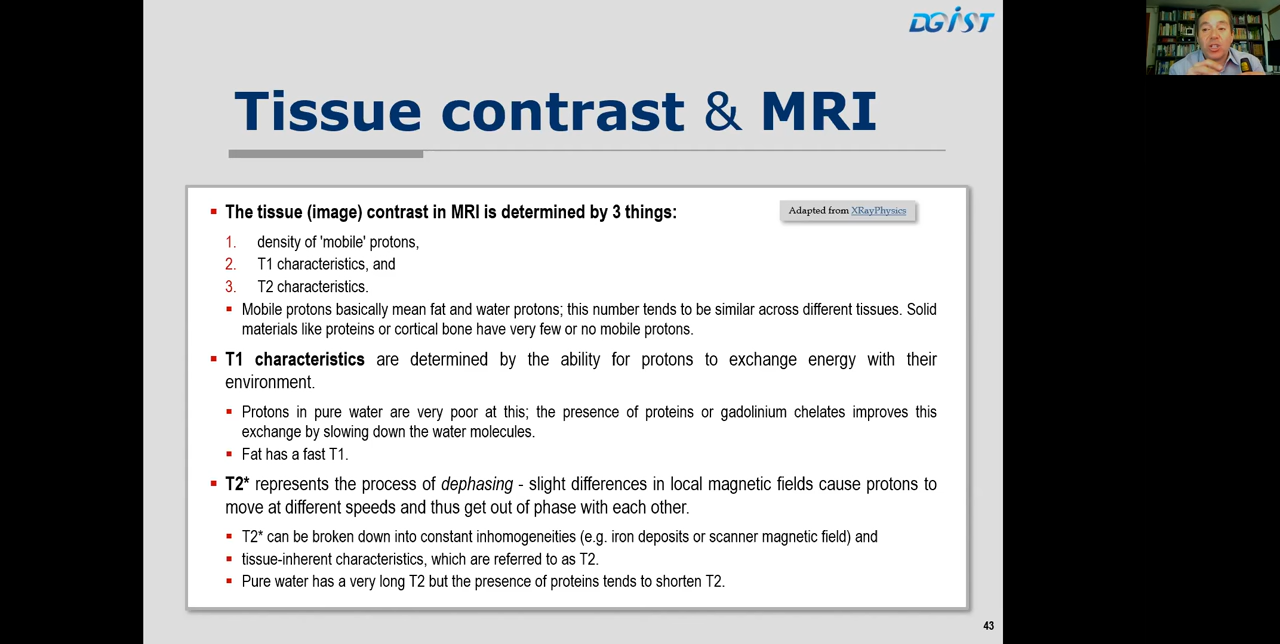 DGIST
Tissue contrast & MRI
▪ The tissue (image) contrast in MRI is determined by 3 things:
Adapted from XRayPhysics
1. density of 'mobile' protons,
2. T1 characteristics, and
3. T2 characteristics.
▪ Mobile protons basically mean fat and water protons; this number tends to be similar across different tissues. Solid
materials like proteins or cortical bone have very few or no mobile protons.
▪ T1 characteristics are determined by the ability for protons to exchange energy with their
environment.
▪ Protons in pure water are very poor at this; the presence of proteins or gadolinium chelates improves this
exchange by slowing down the water molecules.
▪ Fat has a fast T1.
▪ T2* represents the process of dephasing - slight differences in local magnetic fields cause protons to
move at different speeds and thus get out of phase with each other.
▪ T2* can be broken down into constant inhomogeneities (e.g. iron deposits or scanner magnetic field) and
▪ tissue-inherent characteristics, which are referred to as T2.
▪ Pure water has a very long T2 but the presence of proteins tends to shorten T2.
43